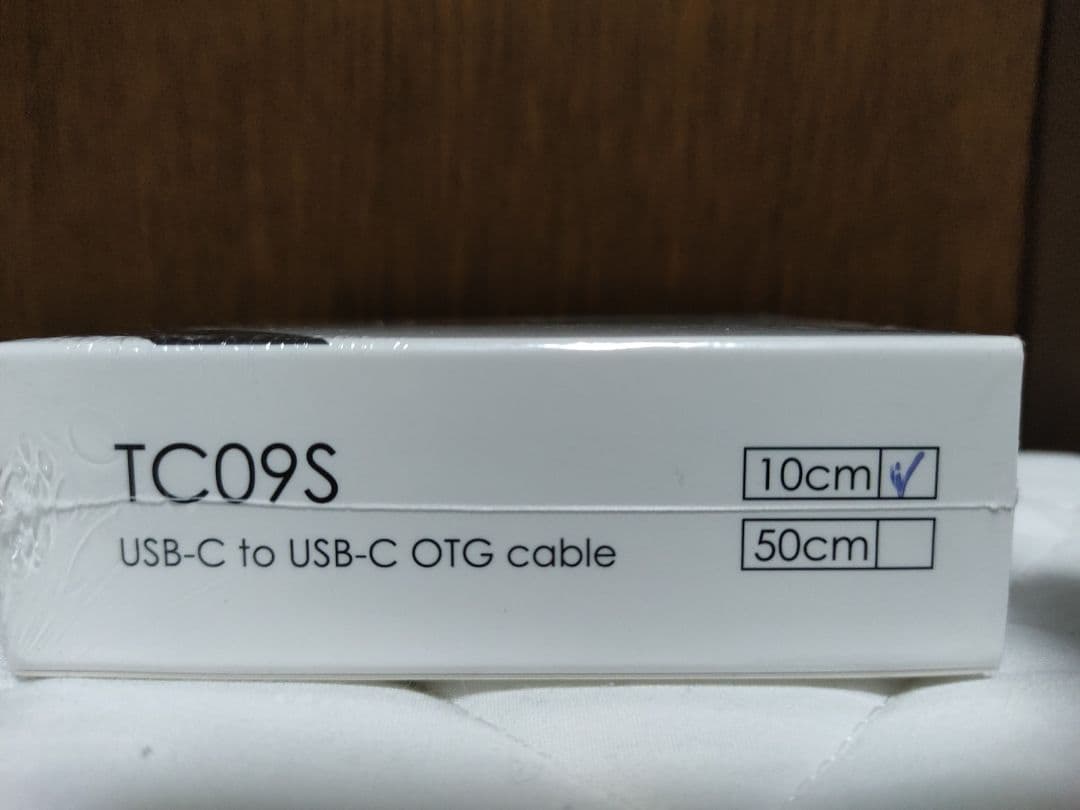 TC09S
USB-C to USB-C OTG cable
10cm ✓
50cm